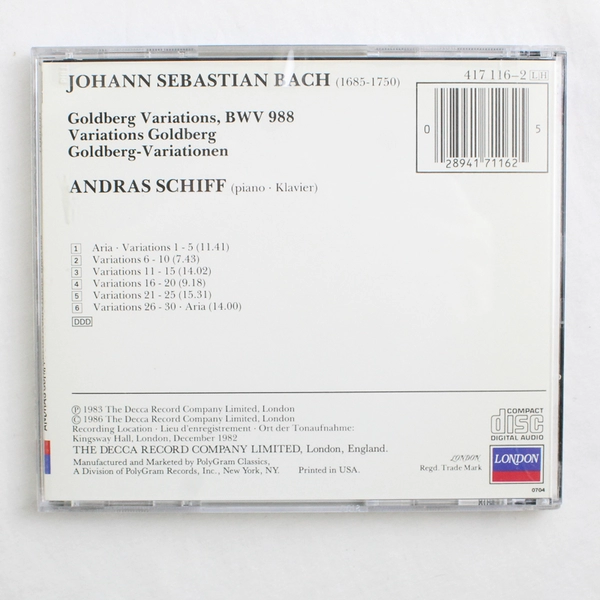 JOHANN SEBASTIAN BACH (1685-1750)
417 116-2 LH
Goldberg Variations, BWV 988
Variations Goldberg
Goldberg-Variationen
0 28941 71162 5
ANDRAS SCHIFF (piano · Klavier)
1 Aria · Variations 1 - 5 (11.41)
2 Variations 6 - 10 (7.43)
3 Variations 11 - 15 (14.02)
4 Variations 16 - 20 (9.18)
5 Variations 21 - 25 (15.31)
6 Variations 26 - 30 · Aria (14.00)
DDD
ANDRAS SCHIFF
℗ 1983 The Decca Record Company Limited, London
© 1986 The Decca Record Company Limited, London
Recording Location · Lieu d'enregistrement · Ort der Tonaufnahme:
Kingsway Hall, London, December 1982
THE DECCA RECORD COMPANY LIMITED, London, England.
Manufactured and Marketed by PolyGram Classics,
A Division of PolyGram Records, Inc., New York, NY. Printed in USA.
COMPACT
disc
DIGITAL AUDIO
LONDON
Regd. Trade Mark
LONDON
0704